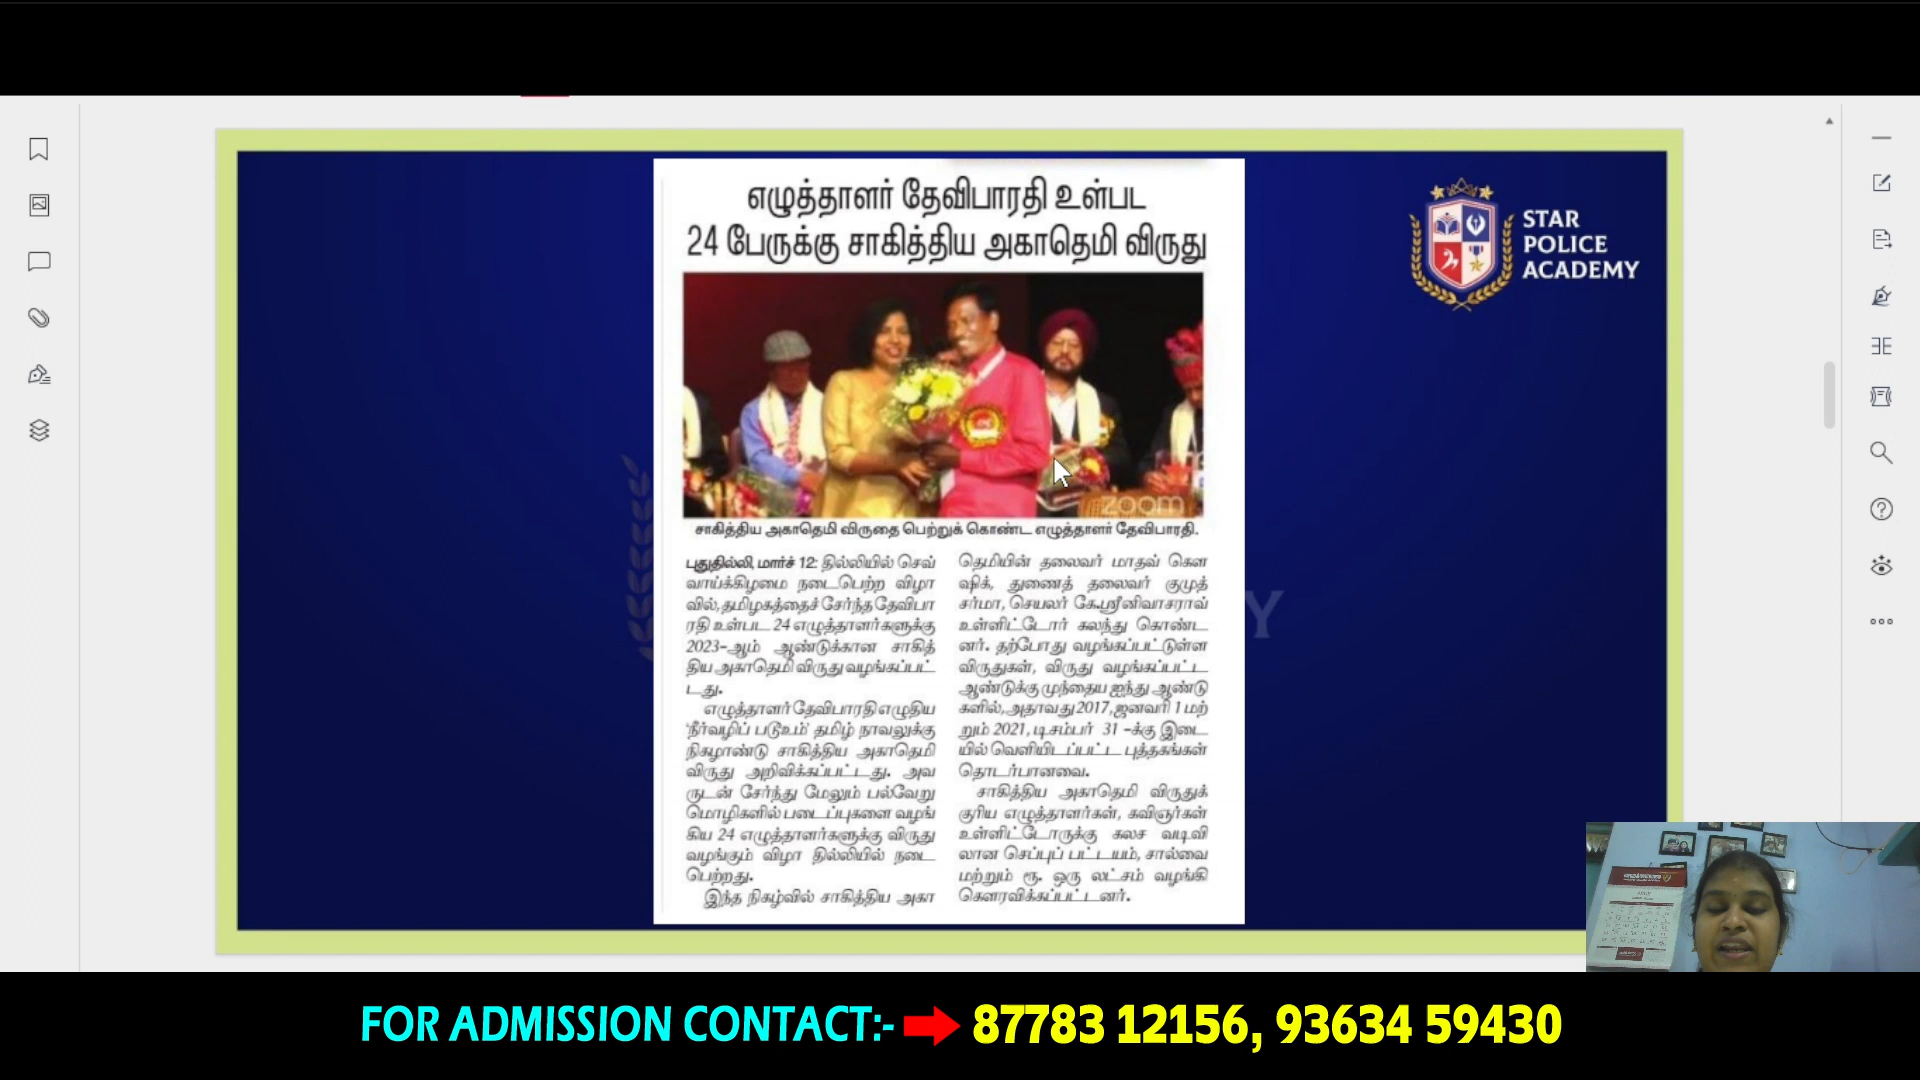 எழுத்தாளர் தேவிபாரதி உள்பட
24 பேருக்கு சாகித்திய அகாதெமி விருது
STAR
POLICE
ACADEMY
zoom
சாகித்திய அகாதெமி விருதை பெற்றுக் கொண்ட எழுத்தாளர் தேவிபாரதி.
புதுதில்லி, மார்ச் 12: தில்லியில் செவ்
வாய்க்கிழமை நடைபெற்ற விழா
வில், தமிழகத்தைச் சேர்ந்த தேவிபா
ரதி உள்பட 24 எழுத்தாளர்களுக்கு
2023-ஆம் ஆண்டுக்கான சாகித்
திய அகாதெமி விருது வழங்கப்பட்
டது.
எழுத்தாளர் தேவிபாரதி எழுதிய
'நீர்வழிப் படூஉம்' தமிழ் நாவலுக்கு
நிகழாண்டு சாகித்திய அகாதெமி
விருது அறிவிக்கப்பட்டது. அவ
ருடன் சேர்ந்து மேலும் பல்வேறு
மொழிகளில் படைப்புகளை வழங்
கிய 24 எழுத்தாளர்களுக்கு விருது
வழங்கும் விழா தில்லியில் நடை
பெற்றது.
இந்த நிகழ்வில் சாகித்திய அகா
தெமியின் தலைவர் மாதவ் கௌ
ஷிக், துணைத் தலைவர் குமுத்
சர்மா, செயலர் கே.ஸ்ரீனிவாசராவ்
உள்ளிட்டோர் கலந்து கொண்ட
னர். தற்போது வழங்கப்பட்டுள்ள
விருதுகள், விருது வழங்கப்பட்ட
ஆண்டுக்கு முந்தைய ஐந்து ஆண்டு
களில், அதாவது 2017, ஜனவரி 1 மற்
றும் 2021, டிசம்பர் 31 -க்கு இடை
யில் வெளியிடப்பட்ட புத்தகங்கள்
தொடர்பானவை.
சாகித்திய அகாதெமி விருதுக்
குரிய எழுத்தாளர்கள், கவிஞர்கள்
உள்ளிட்டோருக்கு கலச வடிவி
லான செப்புப் பட்டயம், சால்வை
மற்றும் ரூ. ஒரு லட்சம் வழங்கி
கௌரவிக்கப்பட்டனர்.
FOR ADMISSION CONTACT:- 87783 12156, 93634 59430